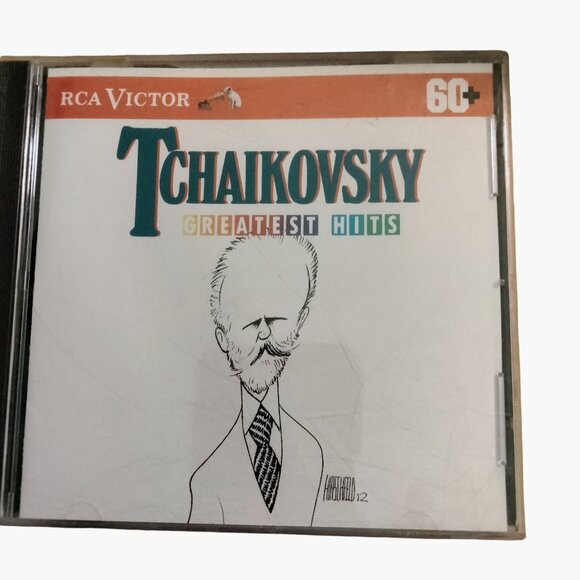 RCA VICTOR 60+
TCHAIKOVSKY
GREATEST HITS
HIRSCHFELD 12